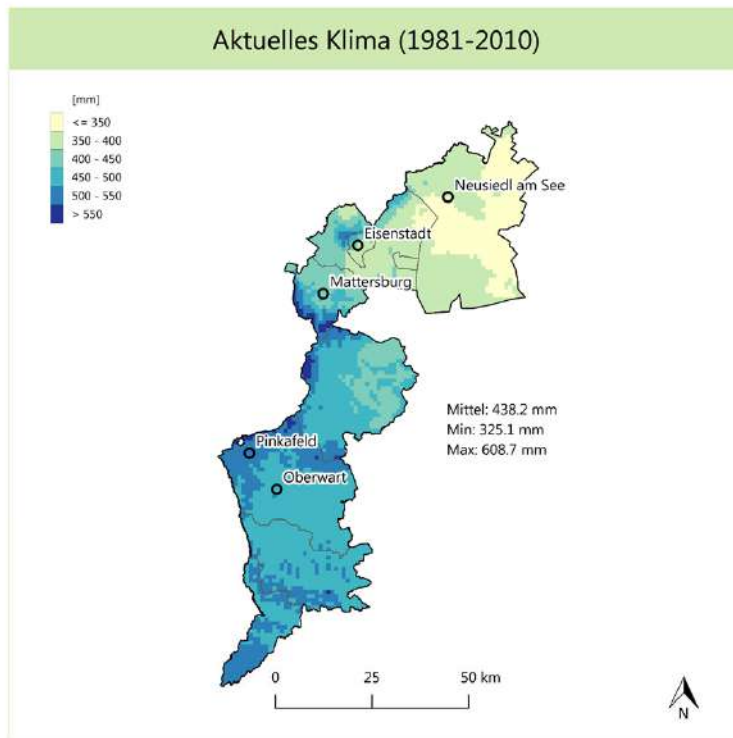 Aktuelles Klima (1981-2010)
[mm]
<= 350
350 - 400
400 - 450
450 - 500
500 - 550
> 550
Neusiedl am See
Eisenstadt
Mattersburg
Mittel: 438.2 mm
Min: 325.1 mm
Max: 608.7 mm
Pinkafeld
Oberwart
0 25 50 km
N